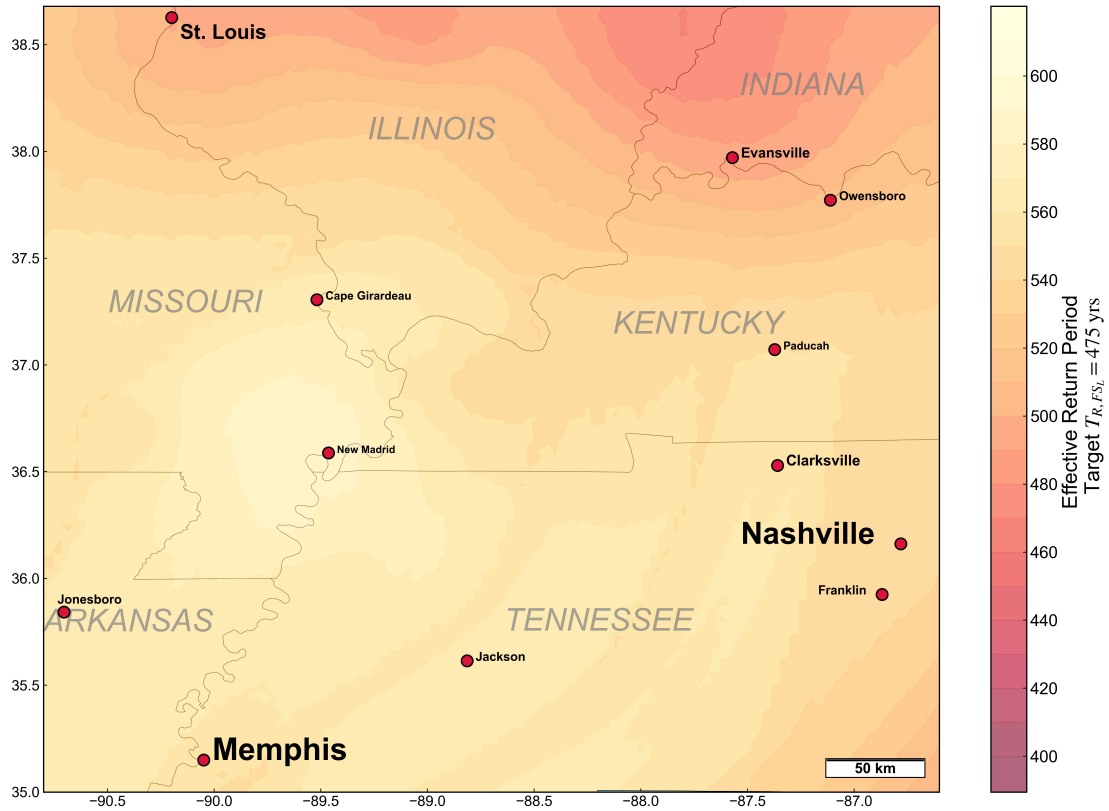 St. Louis
38.5
INDIANA
ILLINOIS
38.0
Evansville
Owensboro
37.5
MISSOURI
Cape Girardeau
KENTUCKY
Paducah
37.0
New Madrid
36.5
Clarksville
Nashville
36.0
Franklin
Jonesboro
ARKANSAS
TENNESSEE
Jackson
35.5
Memphis
50 km
35.0
−90.5 −90.0 −89.5 −89.0 −88.5 −88.0 −87.5 −87.0
600
580
560
540
520
500
480
460
440
420
400
Effective Return Period
Target T_{R,FS_L} = 475 yrs